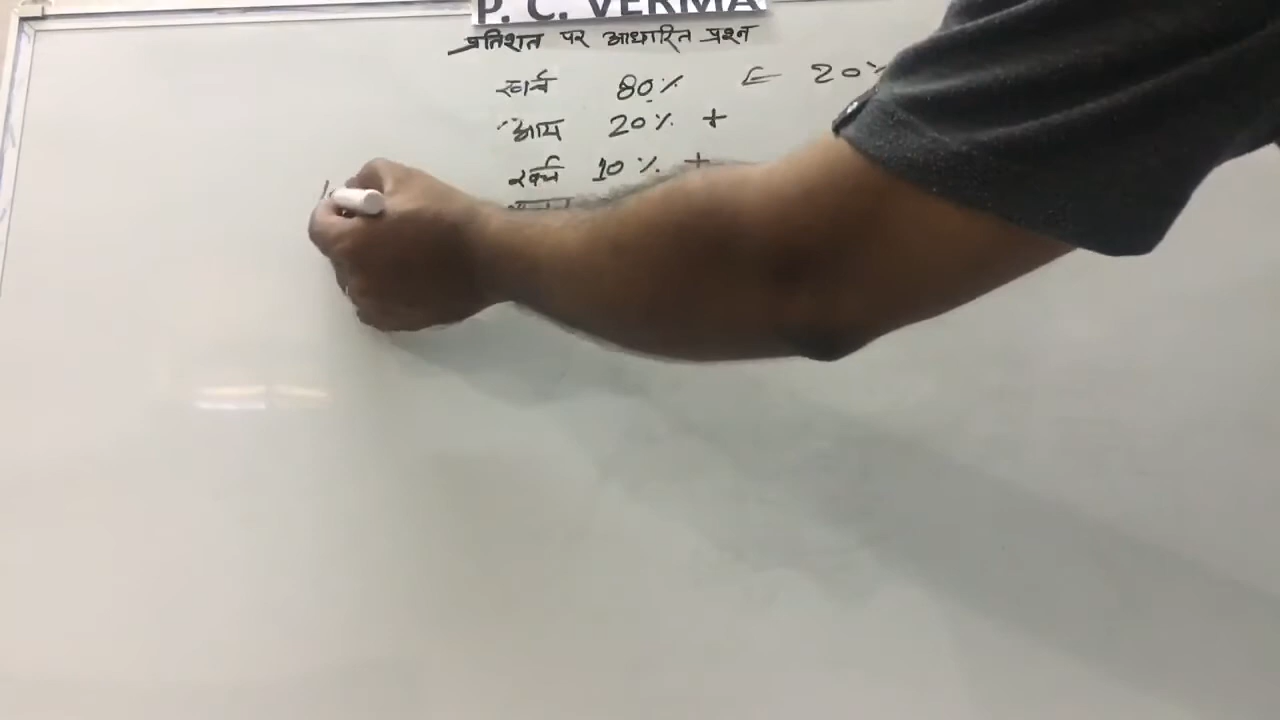 P. C. VERMA
प्रतिशत पर आधारित प्रश्न
खर्च 80% ← 20%
आय 20% +
खर्च 10% +